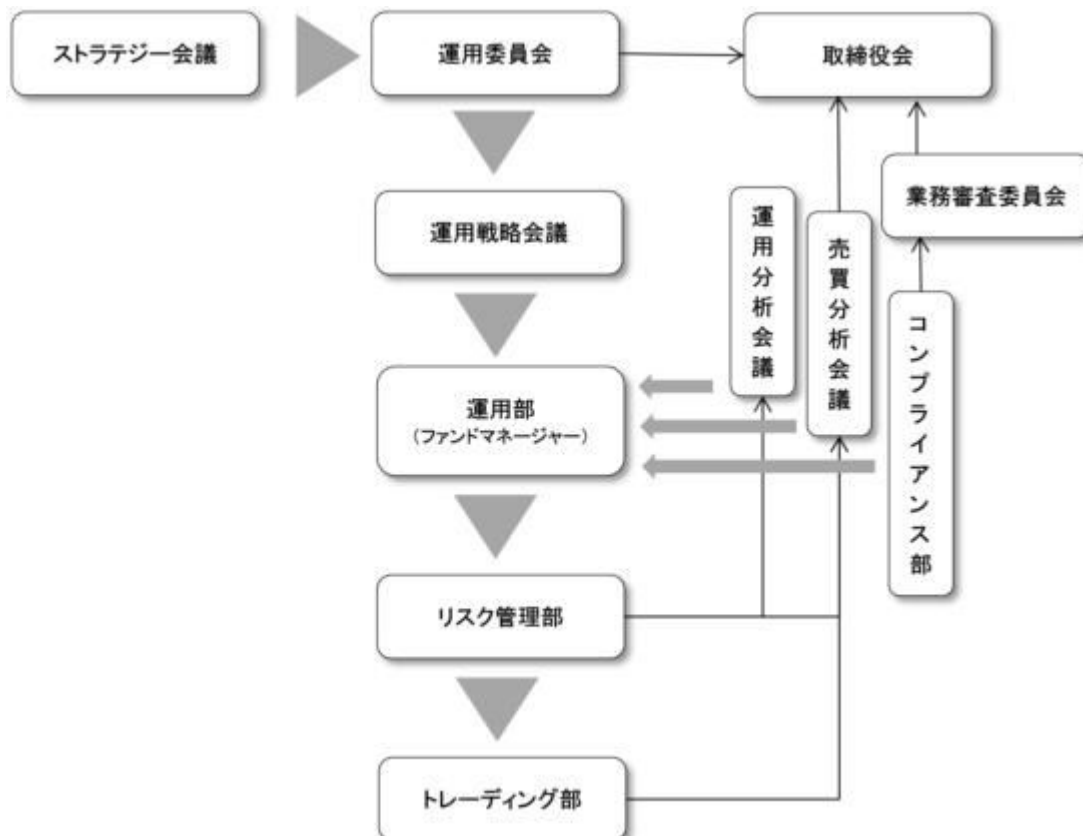 ストラテジー会議
運用委員会
取締役会
業務審査委員会
運用戦略会議
運用分析会議
売買分析会議
コンプライアンス部
運用部
（ファンドマネージャー）
リスク管理部
トレーディング部